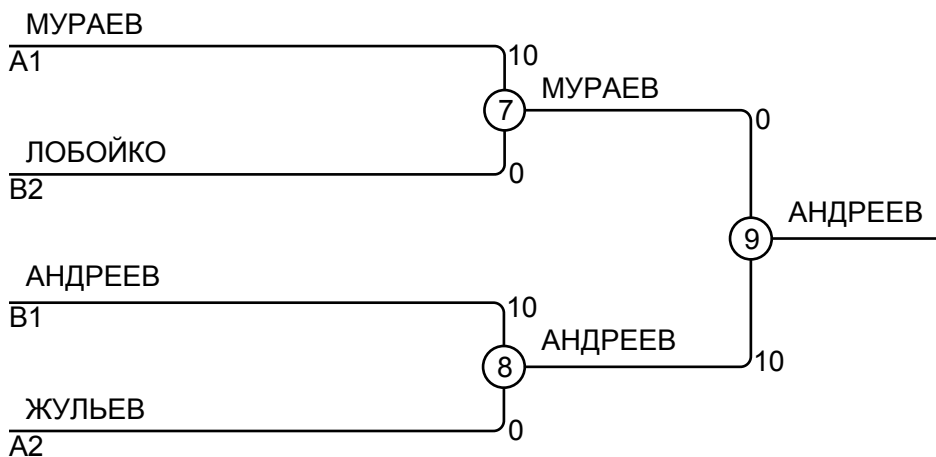 МУРАЕВ
A1
10
7
МУРАЕВ
0
ЛОБОЙКО
B2
0
9
АНДРЕЕВ
АНДРЕЕВ
B1
10
8
АНДРЕЕВ
10
ЖУЛЬЕВ
A2
0